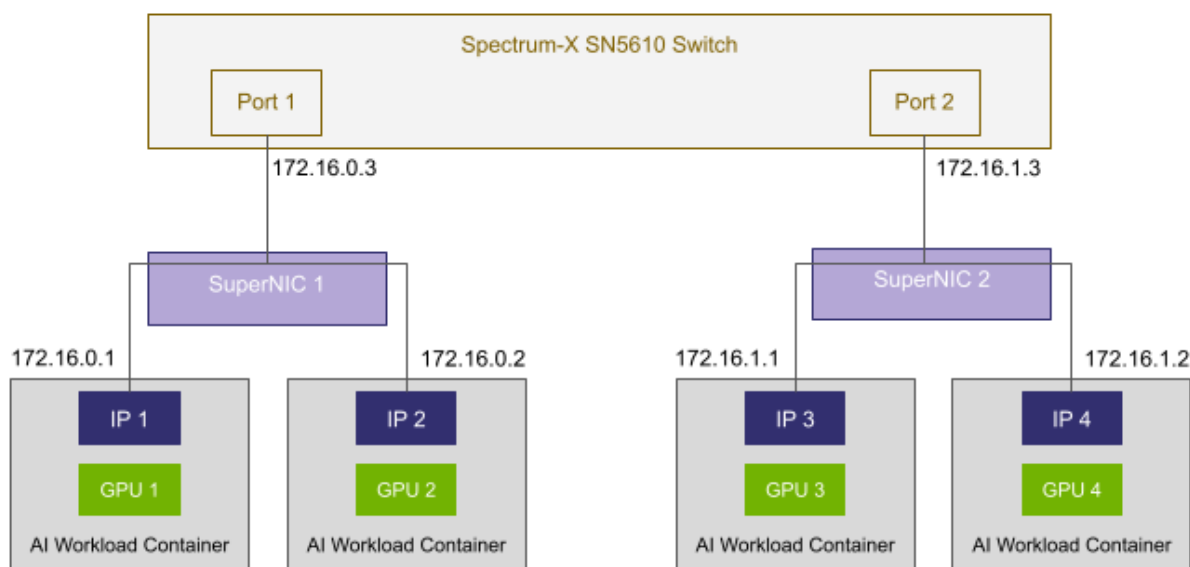 Spectrum-X SN5610 Switch
Port 1
Port 2
172.16.0.3
172.16.1.3
SuperNIC 1
SuperNIC 2
172.16.0.1
172.16.0.2
172.16.1.1
172.16.1.2
IP 1
IP 2
IP 3
IP 4
GPU 1
GPU 2
GPU 3
GPU 4
AI Workload Container
AI Workload Container
AI Workload Container
AI Workload Container